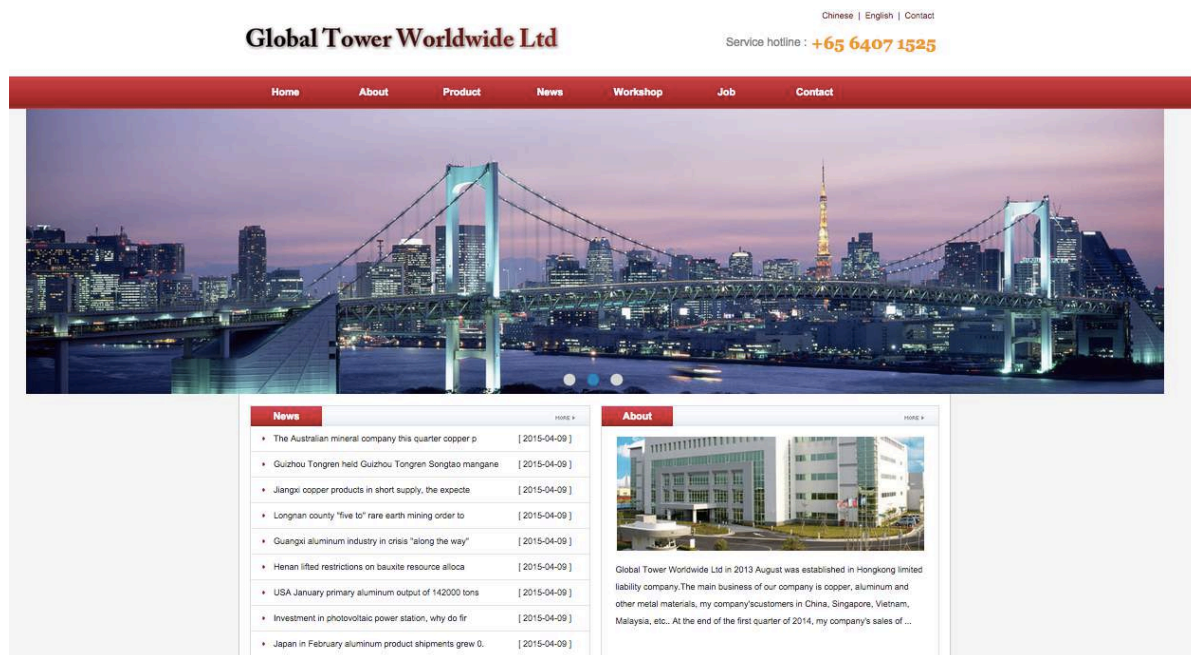 Chinese | English | Contact
Global Tower Worldwide Ltd
Service hotline : +65 6407 1525
Home About Product News Workshop Job Contact
News MORE
The Australian mineral company this quarter copper p [ 2015-04-09 ]
Guizhou Tongren held Guizhou Tongren Songtao mangane [ 2015-04-09 ]
Jiangxi copper products in short supply, the expecte [ 2015-04-09 ]
Longnan county "five to" rare earth mining order to [ 2015-04-09 ]
Guangxi aluminum industry in crisis "along the way" [ 2015-04-09 ]
Henan lifted restrictions on bauxite resource alloca [ 2015-04-09 ]
USA January primary aluminum output of 142000 tons [ 2015-04-09 ]
Investment in photovoltaic power station, why do fir [ 2015-04-09 ]
Japan in February aluminum product shipments grew 0. [ 2015-04-09 ]
About MORE
Global Tower Worldwide Ltd in 2013 August was established in Hongkong limited
liability company.The main business of our company is copper, aluminum and
other metal materials, my company'scustomers in China, Singapore, Vietnam,
Malaysia, etc.. At the end of the first quarter of 2014, my company's sales of ...